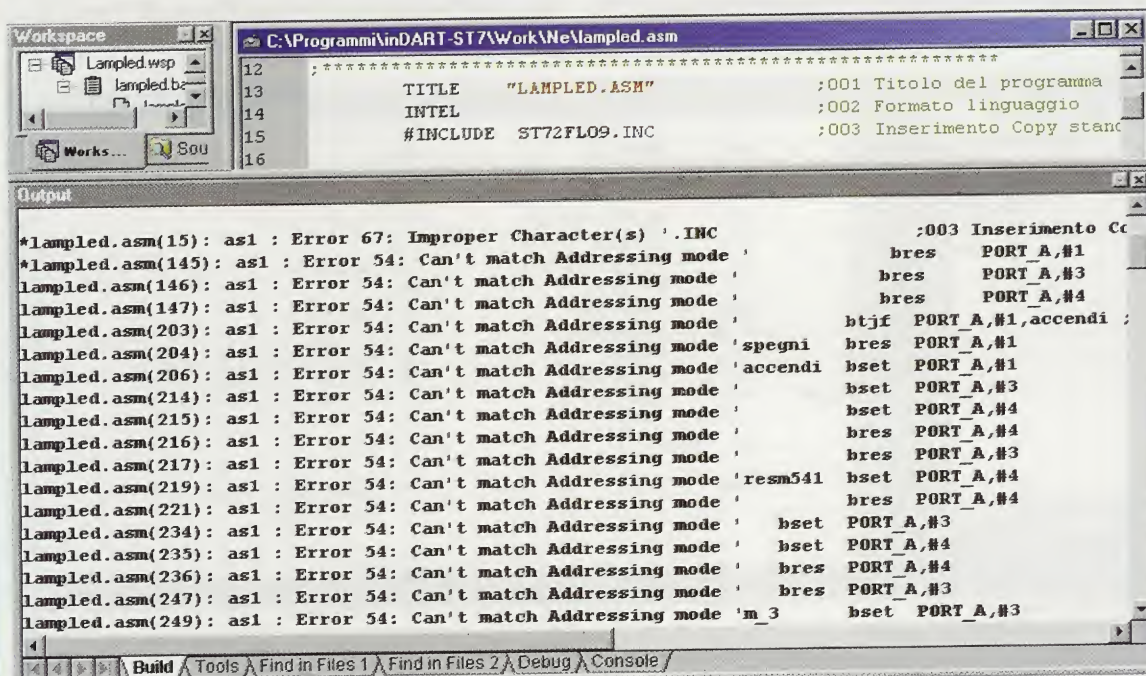 Workspace
Lampled.wsp
lampled.ba
Works...
Sou
C:\Programmi\inDART-ST7\Work\Ne\lampled.asm
12 ;************************************************************
13 TITLE "LAMPLED.ASM" ;001 Titolo del programma
14 INTEL ;002 Formato linguaggio
15 #INCLUDE ST72FL09.INC ;003 Inserimento Copy stand
16
Output
*lampled.asm(15): as1 : Error 67: Improper Character(s) '.INC ;003 Inserimento Co
*lampled.asm(145): as1 : Error 54: Can't match Addressing mode ' bres PORT_A,#1
lampled.asm(146): as1 : Error 54: Can't match Addressing mode ' bres PORT_A,#3
lampled.asm(147): as1 : Error 54: Can't match Addressing mode ' bres PORT_A,#4
lampled.asm(203): as1 : Error 54: Can't match Addressing mode ' btjf PORT_A,#1,accendi ;
lampled.asm(204): as1 : Error 54: Can't match Addressing mode 'spegni bres PORT_A,#1
lampled.asm(206): as1 : Error 54: Can't match Addressing mode 'accendi bset PORT_A,#1
lampled.asm(214): as1 : Error 54: Can't match Addressing mode ' bset PORT_A,#3
lampled.asm(215): as1 : Error 54: Can't match Addressing mode ' bset PORT_A,#4
lampled.asm(216): as1 : Error 54: Can't match Addressing mode ' bres PORT_A,#4
lampled.asm(217): as1 : Error 54: Can't match Addressing mode ' bres PORT_A,#3
lampled.asm(219): as1 : Error 54: Can't match Addressing mode 'resm541 bset PORT_A,#4
lampled.asm(221): as1 : Error 54: Can't match Addressing mode ' bres PORT_A,#4
lampled.asm(234): as1 : Error 54: Can't match Addressing mode ' bset PORT_A,#3
lampled.asm(235): as1 : Error 54: Can't match Addressing mode ' bset PORT_A,#4
lampled.asm(236): as1 : Error 54: Can't match Addressing mode ' bres PORT_A,#4
lampled.asm(247): as1 : Error 54: Can't match Addressing mode ' bres PORT_A,#3
lampled.asm(249): as1 : Error 54: Can't match Addressing mode 'm_3 bset PORT_A,#3
Build Tools Find in Files 1 Find in Files 2 Debug Console